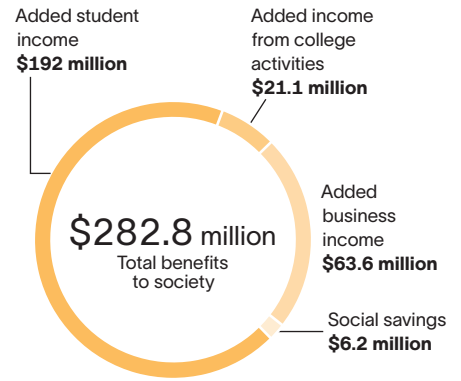 Added student
income
$192 million
Added income
from college
activities
$21.1 million
$282.8 million
Total benefits
to society
Added
business
income
$63.6 million
Social savings
$6.2 million